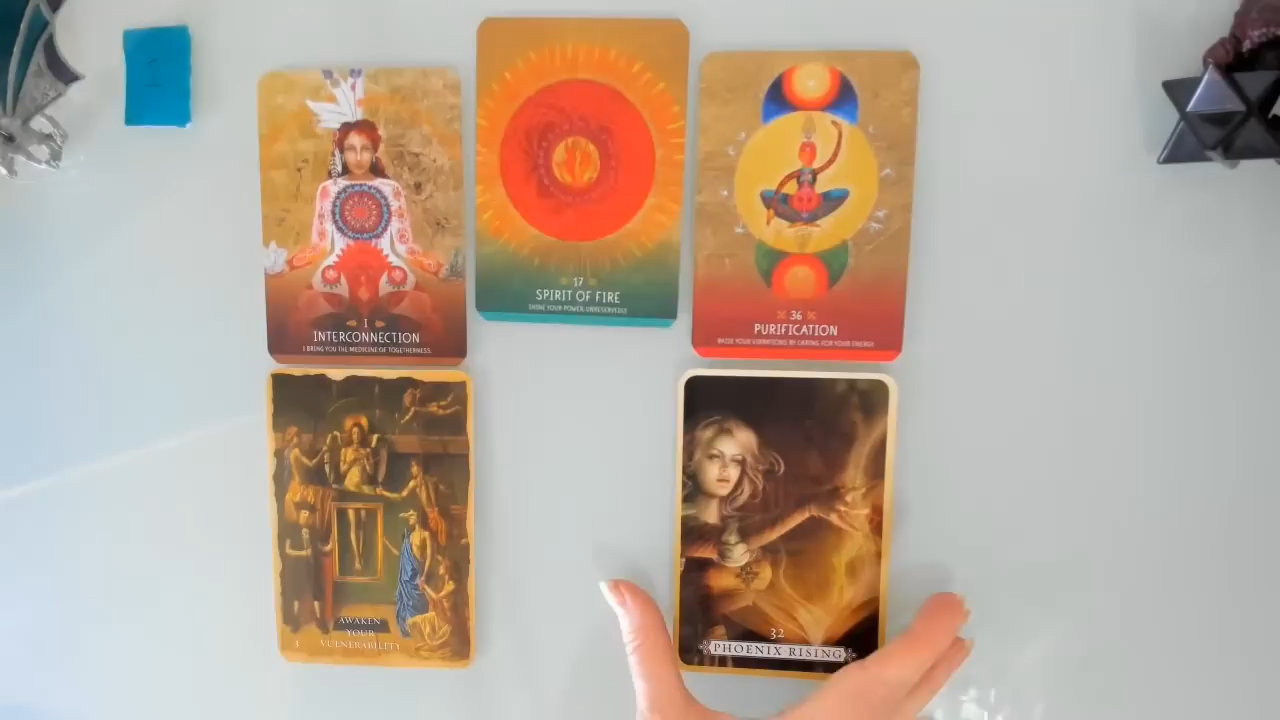 1
1
INTERCONNECTION
I BRING YOU THE MEDICINE OF TOGETHERNESS.
17
SPIRIT OF FIRE
SHINE YOUR POWER, UNRESERVEDLY
36
PURIFICATION
RAISE YOUR VIBRATIONS BY CARING FOR YOUR ENERGY
AWAKEN
YOUR
VULNERABILITY
32
PHOENIX RISING